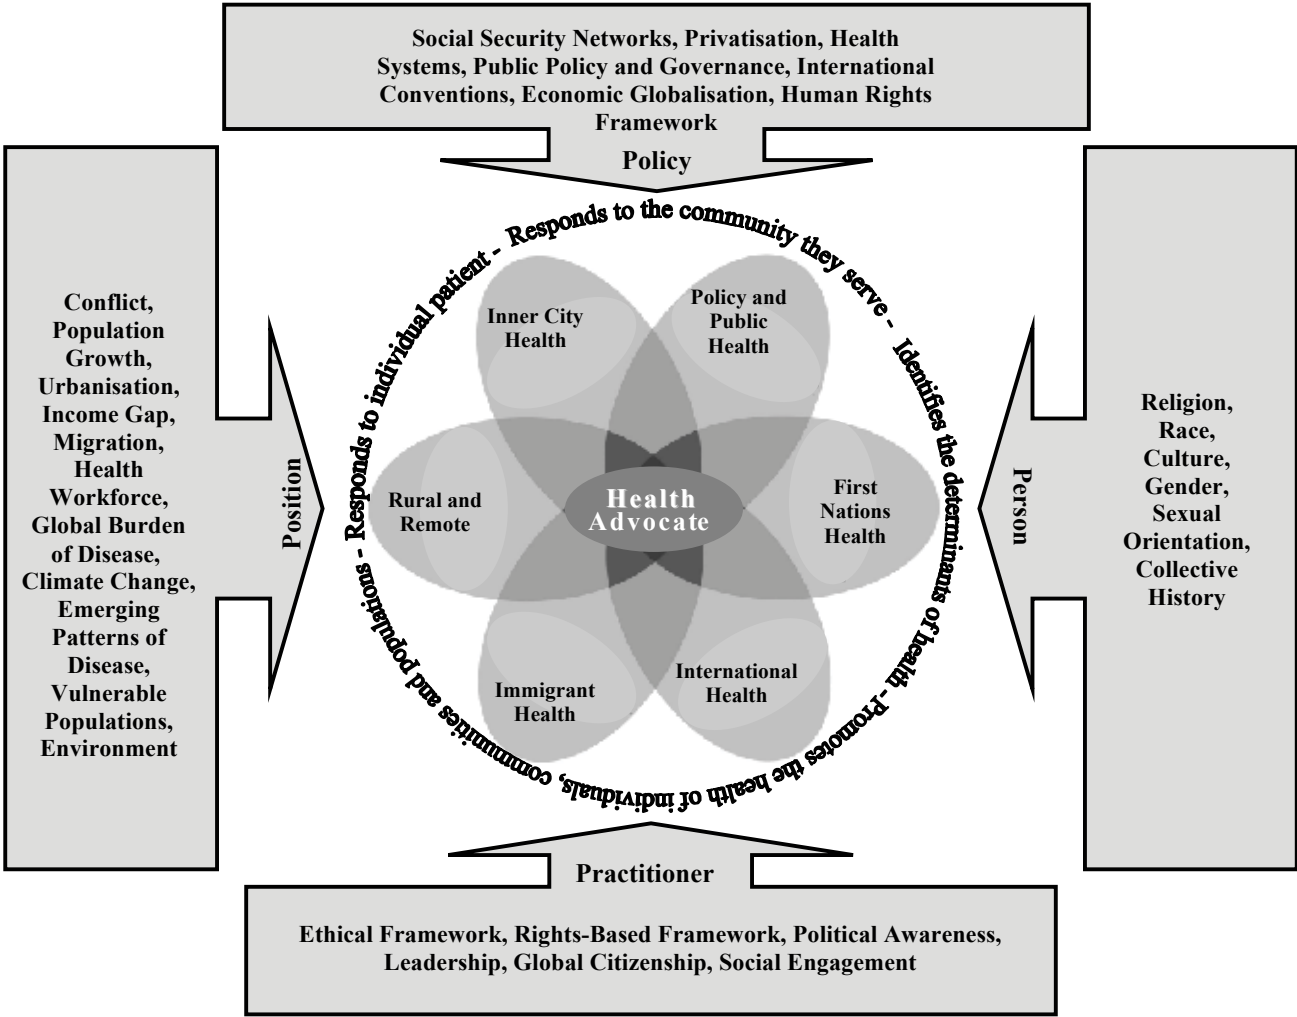 Social Security Networks, Privatisation, Health
Systems, Public Policy and Governance, International
Conventions, Economic Globalisation, Human Rights
Framework
Policy
Conflict,
Population
Growth,
Urbanisation,
Income Gap,
Migration,
Health
Workforce,
Global Burden
of Disease,
Climate Change,
Emerging
Patterns of
Disease,
Vulnerable
Populations,
Environment
Position
Responds to individual patient - Responds to the community they serve - Identifies the determinants of health - Promotes the health of individuals, communities and populations -
Inner City
Health
Policy and
Public
Health
Rural and
Remote
Health
Advocate
First
Nations
Health
Immigrant
Health
International
Health
Person
Religion,
Race,
Culture,
Gender,
Sexual
Orientation,
Collective
History
Practitioner
Ethical Framework, Rights-Based Framework, Political Awareness,
Leadership, Global Citizenship, Social Engagement